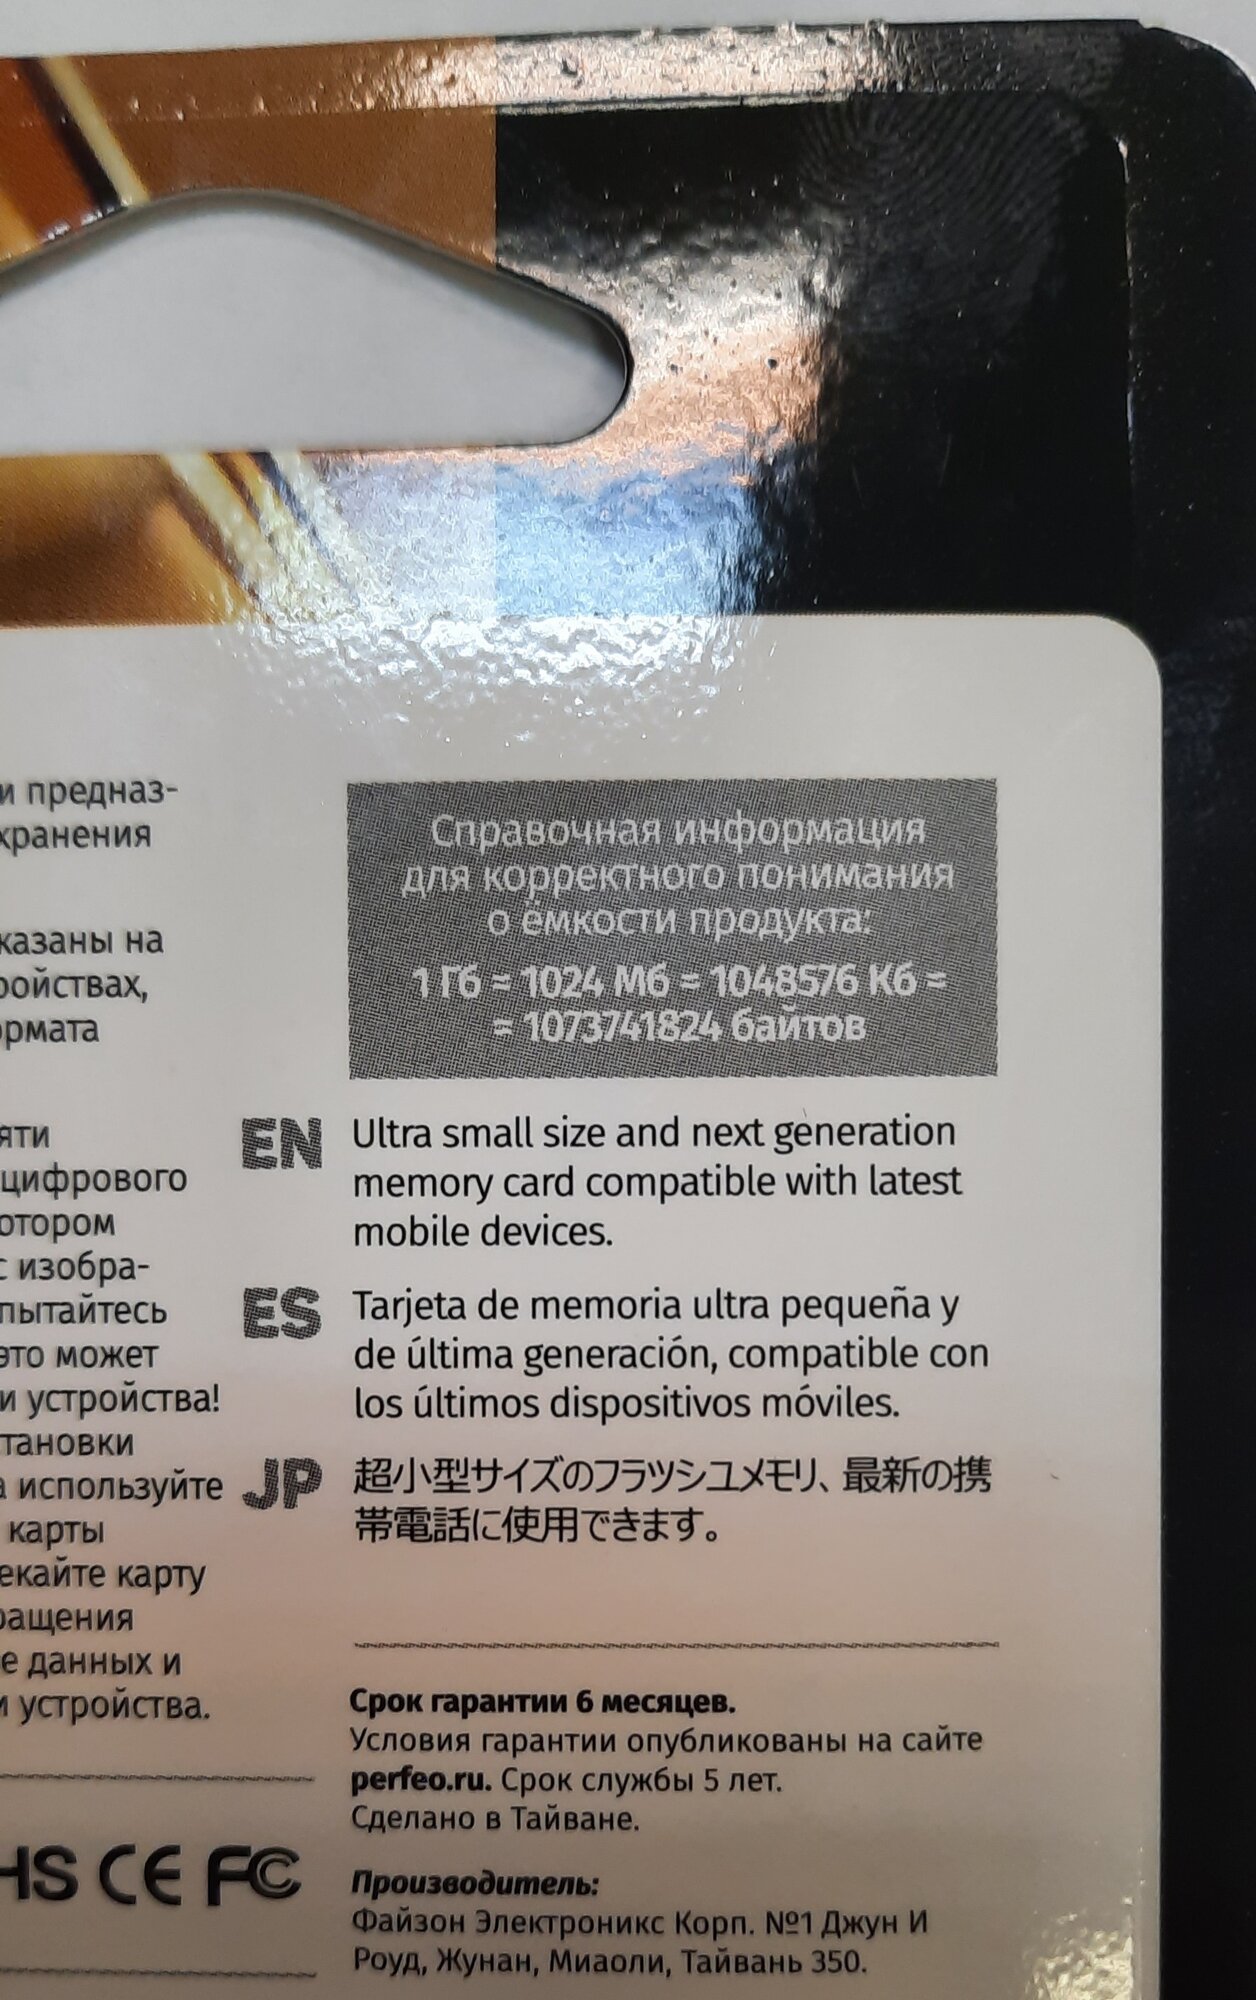 и предназ-
хранения
казаны на
ройствах,
ормата
яти
цифрового
отором
с изобра-
пытайтесь
это может
и устройства!
тановки
а используйте
карты
екайте карту
ращения
е данных и
и устройства.
HS CE FC
Справочная информация
для корректного понимания
о ёмкости продукта:
1 Гб = 1024 Мб = 1048576 Кб =
= 1073741824 байтов
EN Ultra small size and next generation
memory card compatible with latest
mobile devices.
ES Tarjeta de memoria ultra pequeña y
de última generación, compatible con
los últimos dispositivos móviles.
JP 超小型サイズのフラツシユメモリ、最新の携
帯電話に使用できます。
Срок гарантии 6 месяцев.
Условия гарантии опубликованы на сайте
perfeo.ru. Срок службы 5 лет.
Сделано в Тайване.
Производитель:
Файзон Электроникс Корп. №1 Джун И
Роуд, Жунан, Миаоли, Тайвань 350.